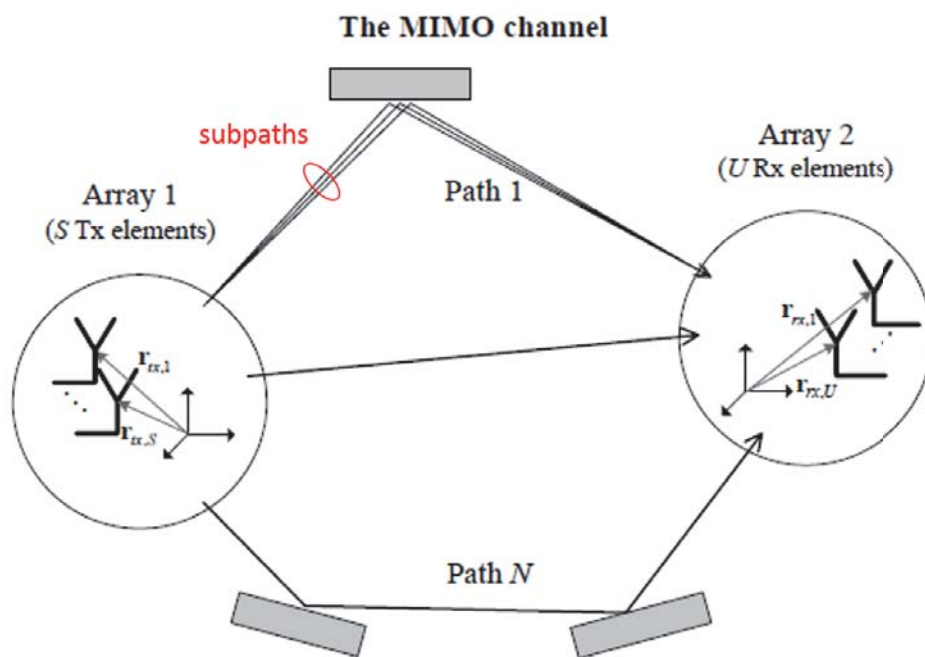 The MIMO channel
subpaths
Array 2
(U Rx elements)
Path 1
Array 1
(S Tx elements)
r_rx,1
r_tx,1
r_rx,U
r_tx,S
Path N